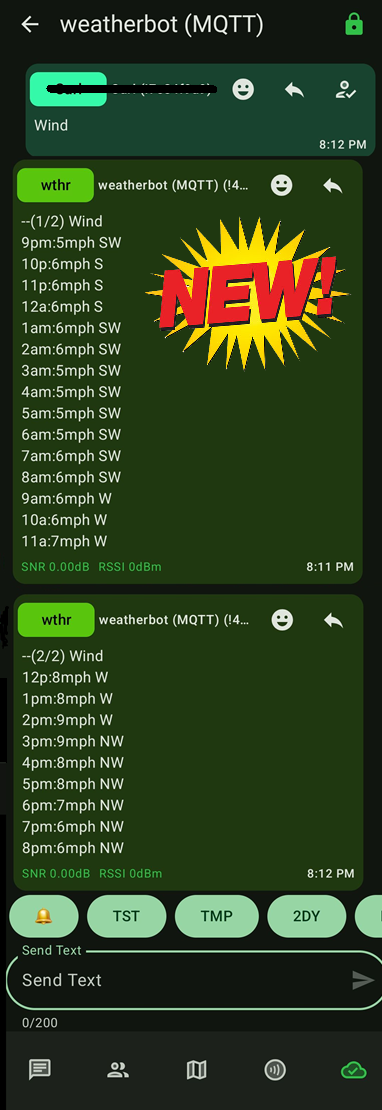 weatherbot (MQTT)
Wind
8:12 PM
wthr
weatherbot (MQTT) (!4...
--(1/2) Wind
9pm:5mph SW
10p:6mph S
11p:6mph S
12a:6mph S
1am:6mph SW
2am:6mph SW
3am:5mph SW
4am:5mph SW
5am:5mph SW
6am:5mph SW
7am:6mph SW
8am:6mph SW
9am:6mph W
10a:6mph W
11a:7mph W
NEW!
SNR 0.00dB RSSI 0dBm
8:11 PM
wthr
weatherbot (MQTT) (!4...
--(2/2) Wind
12p:8mph W
1pm:8mph W
2pm:9mph W
3pm:9mph NW
4pm:8mph NW
5pm:8mph NW
6pm:7mph NW
7pm:6mph NW
8pm:6mph NW
SNR 0.00dB RSSI 0dBm
8:12 PM
TST
TMP
2DY
Send Text
Send Text
0/200